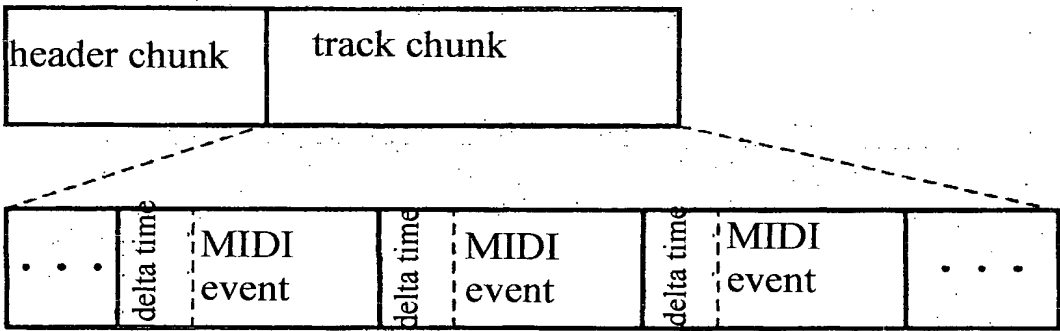 header chunk
track chunk
. . .
delta time
MIDI
event
delta time
MIDI
event
delta time
MIDI
event
. . .